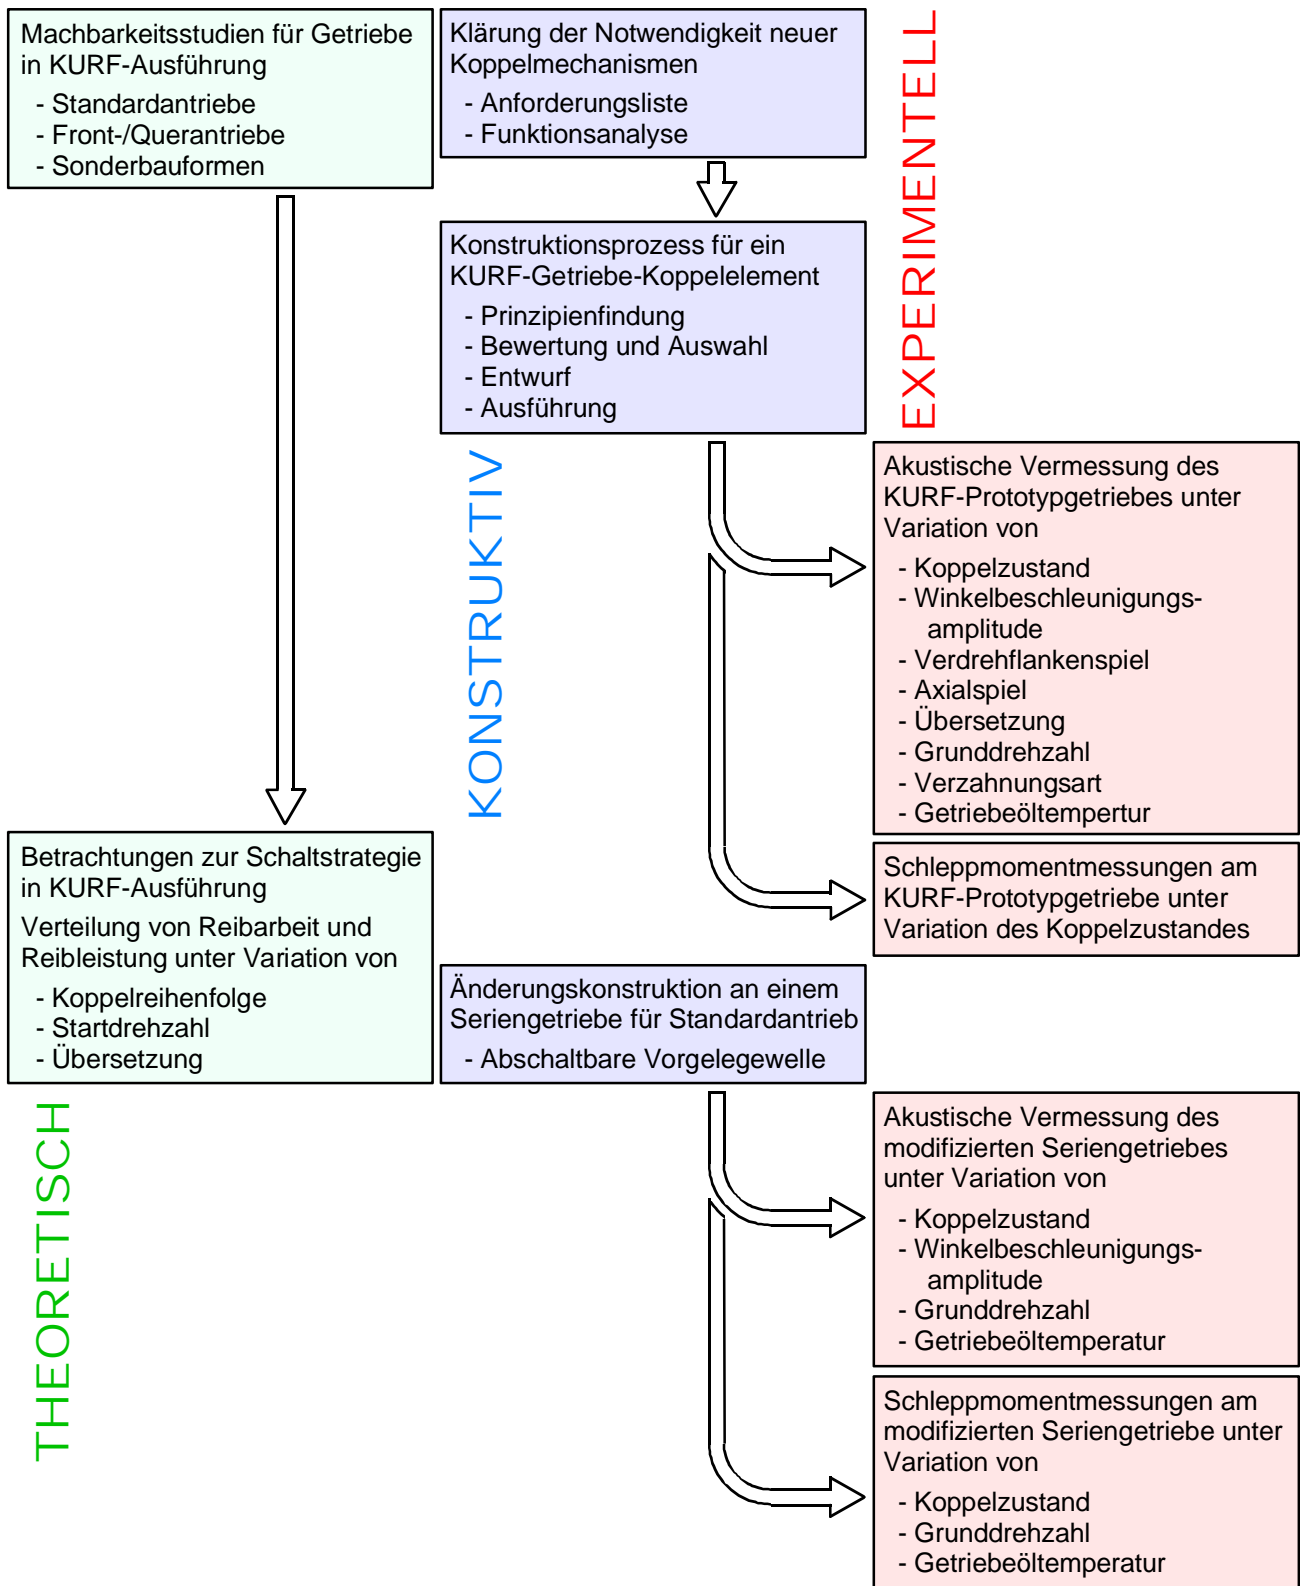 Machbarkeitsstudien für Getriebe
in KURF-Ausführung
- Standardantriebe
- Front-/Querantriebe
- Sonderbauformen
Klärung der Notwendigkeit neuer
Koppelmechanismen
- Anforderungsliste
- Funktionsanalyse
EXPERIMENTELL
Konstruktionsprozess für ein
KURF-Getriebe-Koppelelement
- Prinzipienfindung
- Bewertung und Auswahl
- Entwurf
- Ausführung
KONSTRUKTIV
Akustische Vermessung des
KURF-Prototypgetriebes unter
Variation von
- Koppelzustand
- Winkelbeschleunigungs-
amplitude
- Verdrehflankenspiel
- Axialspiel
- Übersetzung
- Grunddrehzahl
- Verzahnungsart
- Getriebeöltempertur
Betrachtungen zur Schaltstrategie
in KURF-Ausführung
Verteilung von Reibarbeit und
Reibleistung unter Variation von
- Koppelreihenfolge
- Startdrehzahl
- Übersetzung
Schleppmomentmessungen am
KURF-Prototypgetriebe unter
Variation des Koppelzustandes
Änderungskonstruktion an einem
Seriengetriebe für Standardantrieb
- Abschaltbare Vorgelegewelle
THEORETISCH
Akustische Vermessung des
modifizierten Seriengetriebes
unter Variation von
- Koppelzustand
- Winkelbeschleunigungs-
amplitude
- Grunddrehzahl
- Getriebeöltemperatur
Schleppmomentmessungen am
modifizierten Seriengetriebe unter
Variation von
- Koppelzustand
- Grunddrehzahl
- Getriebeöltemperatur